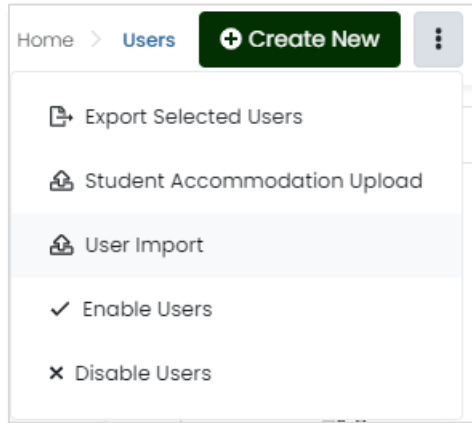 Home > Users Create New
Export Selected Users
Student Accommodation Upload
User Import
Enable Users
Disable Users